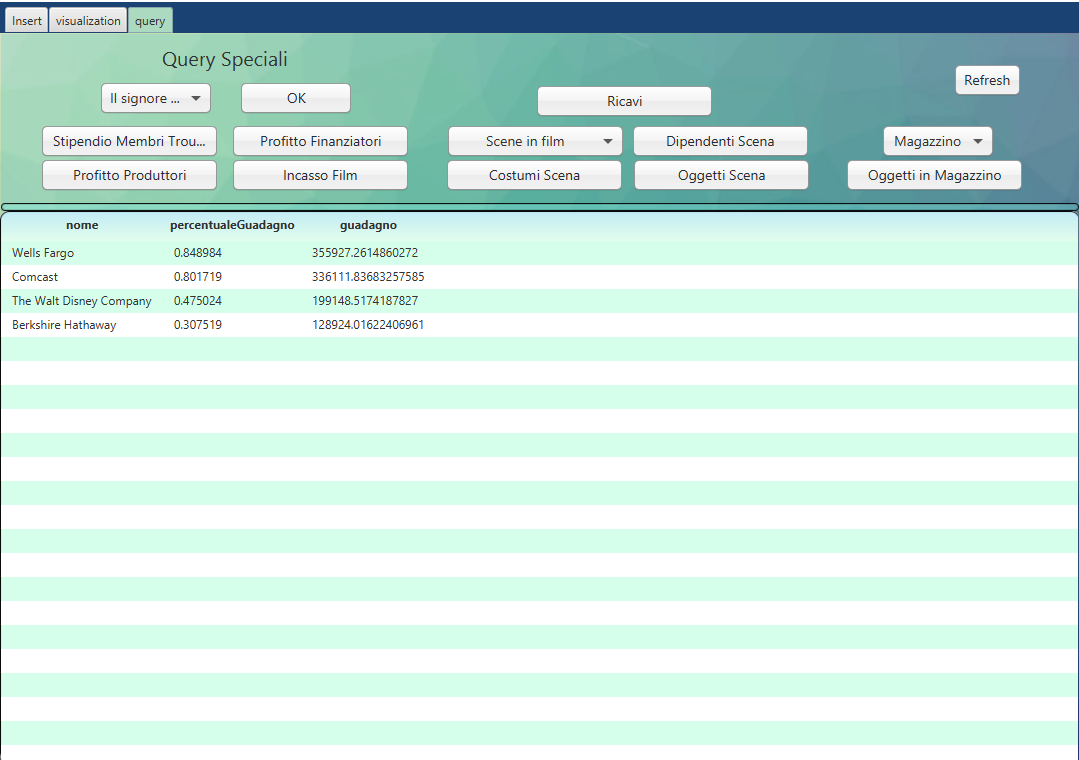 Insert visualization query
Query Speciali
Il signore ... OK Ricavi Refresh
Stipendio Membri Trou... Profitto Finanziatori Scene in film Dipendenti Scena Magazzino
Profitto Produttori Incasso Film Costumi Scena Oggetti Scena Oggetti in Magazzino
nome percentualeGuadagno guadagno
Wells Fargo 0.848984 355927.2614860272
Comcast 0.801719 336111.83683257585
The Walt Disney Company 0.475024 199148.5174187827
Berkshire Hathaway 0.307519 128924.01622406961